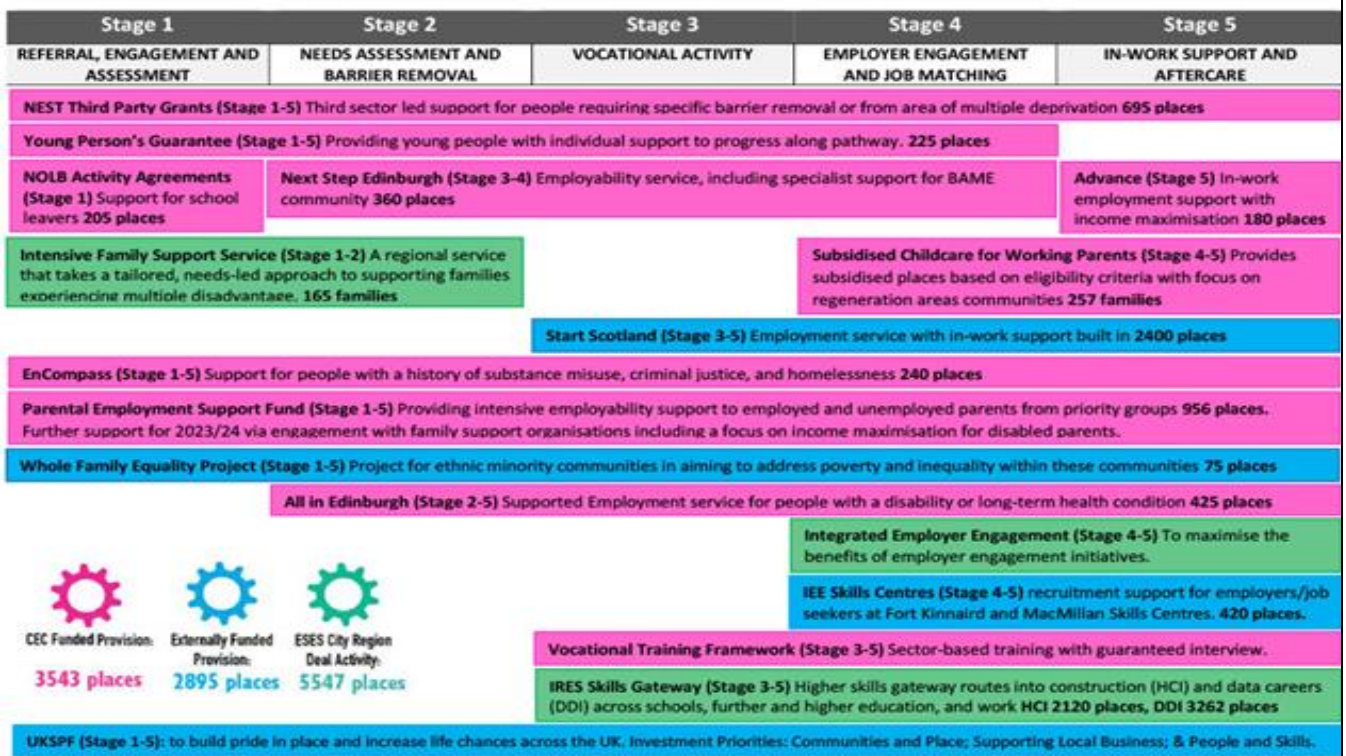 Stage 1
Stage 2
Stage 3
Stage 4
Stage 5
REFERRAL, ENGAGEMENT AND
ASSESSMENT
NEEDS ASSESSMENT AND
BARRIER REMOVAL
VOCATIONAL ACTIVITY
EMPLOYER ENGAGEMENT
AND JOB MATCHING
IN-WORK SUPPORT AND
AFTERCARE
NEST Third Party Grants (Stage 1-5) Third sector led support for people requiring specific barrier removal or from area of multiple deprivation 695 places
Young Person's Guarantee (Stage 1-5) Providing young people with individual support to progress along pathway. 225 places
NOLB Activity Agreements
(Stage 1) Support for school
leavers 205 places
Next Step Edinburgh (Stage 3-4) Employability service, including specialist support for BAME
community 360 places
Advance (Stage 5) In-work
employment support with
income maximisation 180 places
Intensive Family Support Service (Stage 1-2) A regional service
that takes a tailored, needs-led approach to supporting families
experiencing multiple disadvantage. 165 families
Subsidised Childcare for Working Parents (Stage 4-5) Provides
subsidised places based on eligibility criteria with focus on
regeneration areas communities 257 families
Start Scotland (Stage 3-5) Employment service with in-work support built in 2400 places
EnCompass (Stage 1-5) Support for people with a history of substance misuse, criminal justice, and homelessness 240 places
Parental Employment Support Fund (Stage 1-5) Providing intensive employability support to employed and unemployed parents from priority groups 956 places.
Further support for 2023/24 via engagement with family support organisations including a focus on income maximisation for disabled parents.
Whole Family Equality Project (Stage 1-5) Project for ethnic minority communities in aiming to address poverty and inequality within these communities 75 places
All in Edinburgh (Stage 2-5) Supported Employment service for people with a disability or long-term health condition 425 places
Integrated Employer Engagement (Stage 4-5) To maximise the
benefits of employer engagement initiatives.
IEE Skills Centres (Stage 4-5) recruitment support for employers/job
seekers at Fort Kinnaird and MacMillan Skills Centres. 420 places.
CEC Funded Provision:
3543 places
Externally Funded
Provision:
2895 places
ESES City Region
Deal Activity:
5547 places
Vocational Training Framework (Stage 3-5) Sector-based training with guaranteed interview.
IRES Skills Gateway (Stage 3-5) Higher skills gateway routes into construction (HCI) and data careers
(DDI) across schools, further and higher education, and work HCI 2120 places, DDI 3262 places
UKSPF (Stage 1-5): to build pride in place and increase life chances across the UK. Investment Priorities: Communities and Place; Supporting Local Business; & People and Skills.